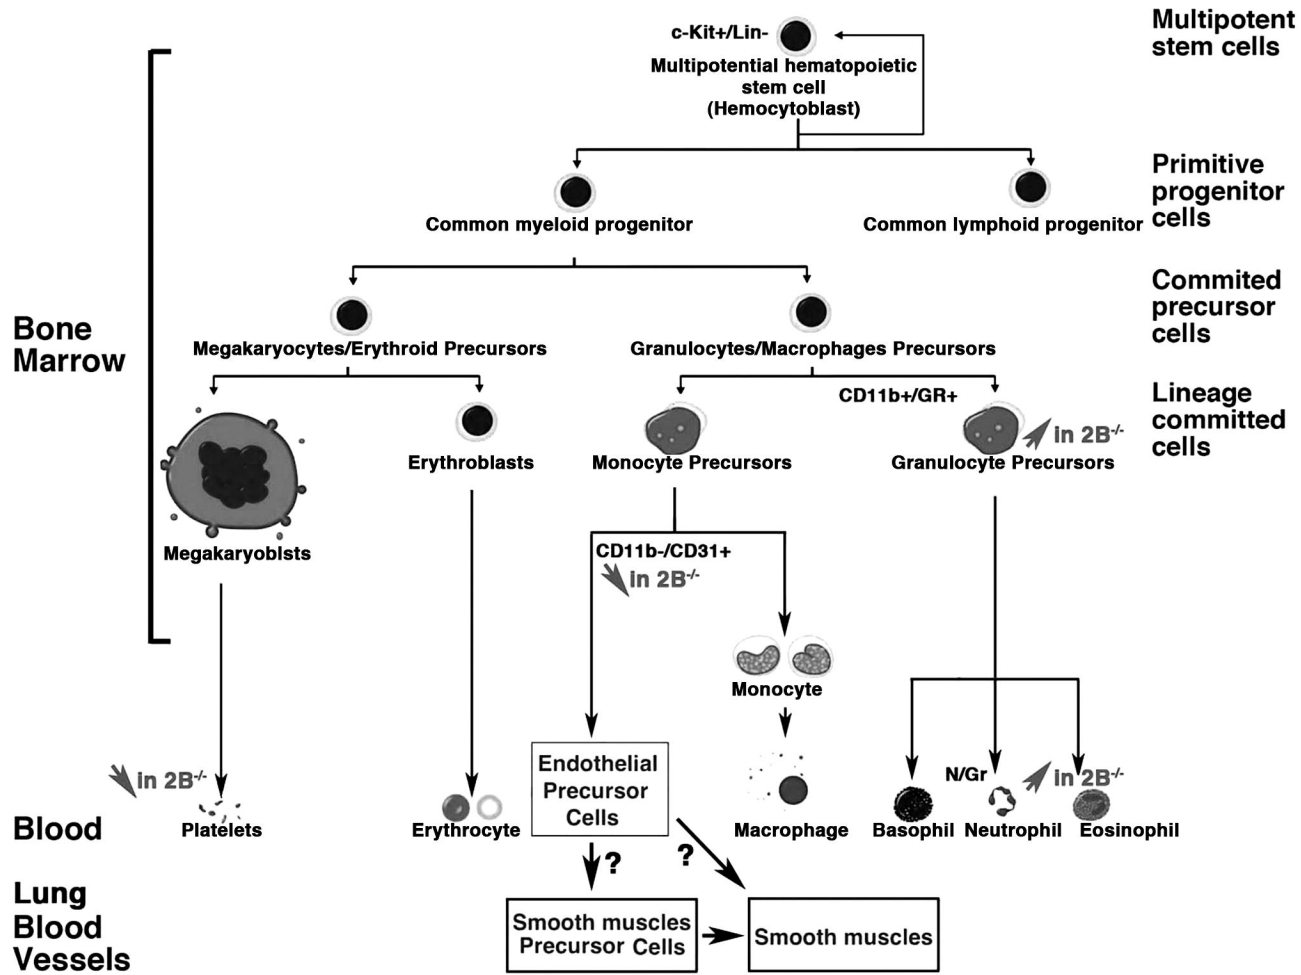 Multipotent
stem cells
c-Kit+/Lin-
Multipotential hematopoietic
stem cell
(Hemocytoblast)
Primitive
progenitor
cells
Common myeloid progenitor
Common lymphoid progenitor
Commited
precursor
cells
Bone
Marrow
Megakaryocytes/Erythroid Precursors
Granulocytes/Macrophages Precursors
Lineage
committed
cells
CD11b+/GR+
in 2B-/-
Erythroblasts
Monocyte Precursors
Granulocyte Precursors
Megakaryoblsts
CD11b-/CD31+
in 2B-/-
Monocyte
Endothelial
Precursor
Cells
in 2B-/-
N/Gr
in 2B-/-
Blood
Platelets
Erythrocyte
Macrophage
Basophil
Neutrophil
Eosinophil
?
?
Lung
Blood
Vessels
Smooth muscles
Precursor Cells
Smooth muscles